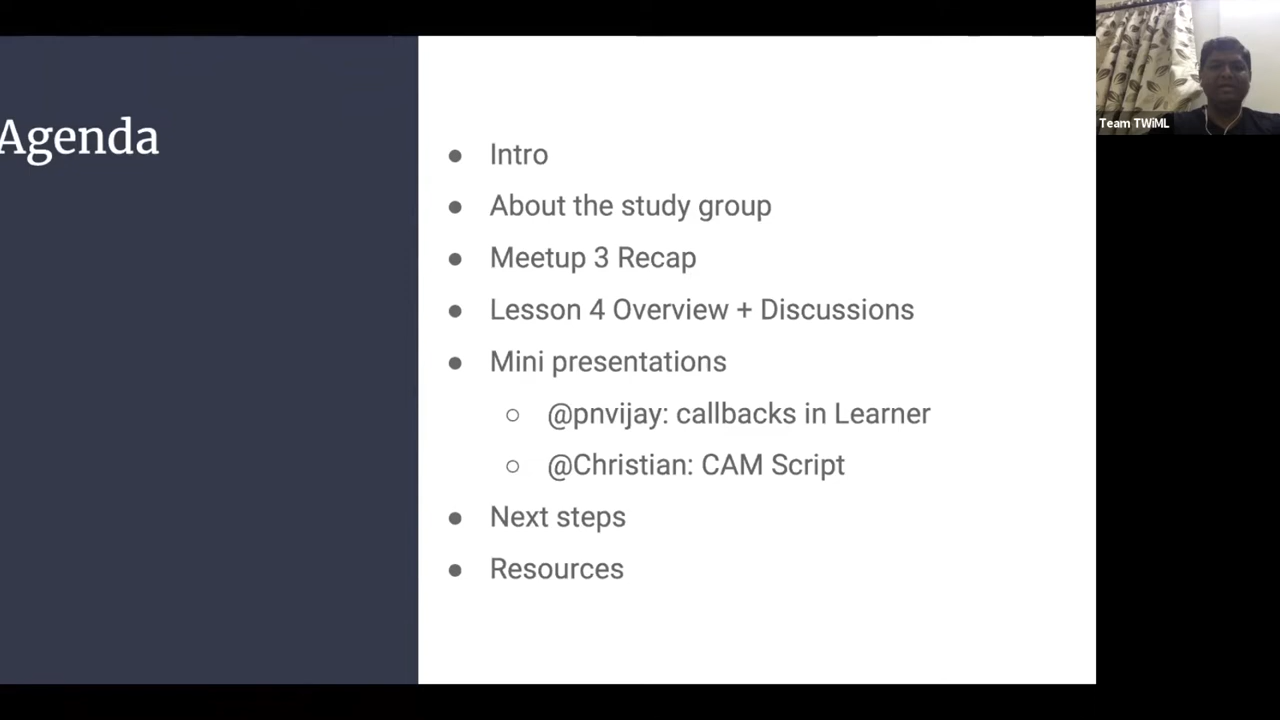 Agenda
Intro
About the study group
Meetup 3 Recap
Lesson 4 Overview + Discussions
Mini presentations
@pnvijay: callbacks in Learner
@Christian: CAM Script
Next steps
Resources
Team TWiML